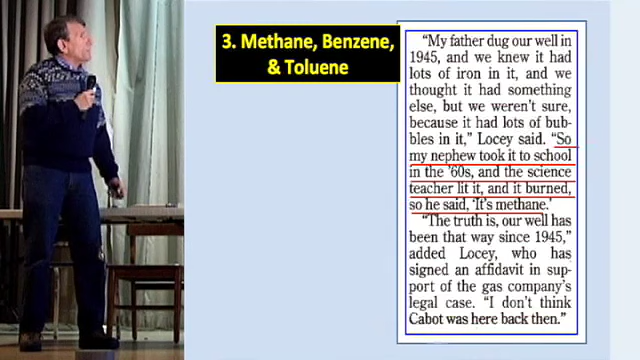 3. Methane, Benzene,
& Toluene
“My father dug our well in
1945, and we knew it had
lots of iron in it, and we
thought it had something
else, but we weren’t sure,
because it had lots of bub-
bles in it,” Locey said. “So
my nephew took it to school
in the ’60s, and the science
teacher lit it, and it burned,
so he said, ‘It’s methane.’
“The truth is, our well has
been that way since 1945,”
added Locey, who has
signed an affidavit in sup-
port of the gas company’s
legal case. “I don’t think
Cabot was here back then.”